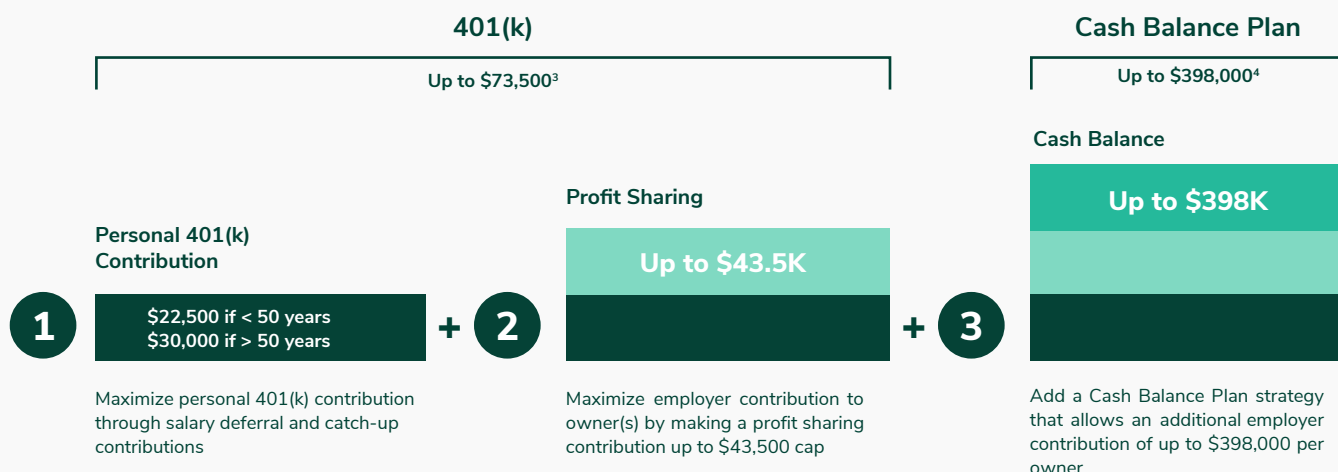 401(k)
Up to $73,500³
Cash Balance Plan
Up to $398,000⁴
1
Personal 401(k)
Contribution
$22,500 if < 50 years
$30,000 if > 50 years
Maximize personal 401(k) contribution
through salary deferral and catch-up
contributions
+
2
Profit Sharing
Up to $43.5K
Maximize employer contribution to
owner(s) by making a profit sharing
contribution up to $43,500 cap
+
3
Cash Balance
Up to $398K
Add a Cash Balance Plan strategy
that allows an additional employer
contribution of up to $398,000 per
owner